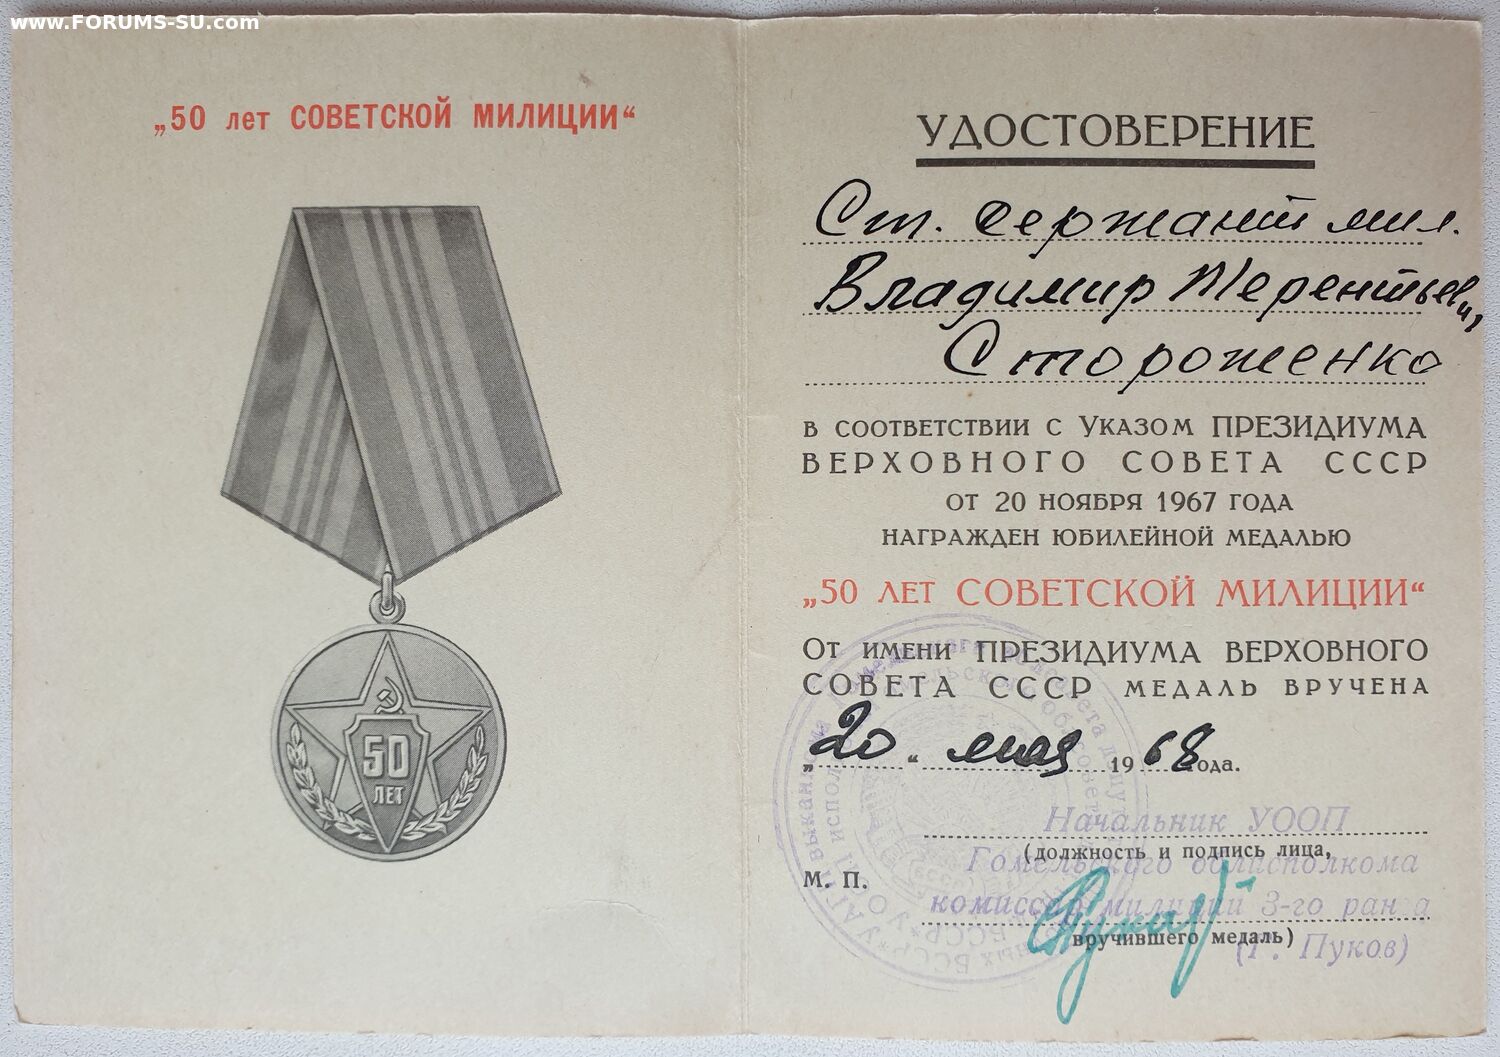 www.FORUMS-SU.com
„50 лет СОВЕТСКОЙ МИЛИЦИИ“
50
ЛЕТ
УДОСТОВЕРЕНИЕ
Ст. сержант мил.
Владимир Терентьеви
Стороженко
В СООТВЕТСТВИИ С УКАЗОМ ПРЕЗИДИУМА
ВЕРХОВНОГО СОВЕТА СССР
ОТ 20 НОЯБРЯ 1967 ГОДА
НАГРАЖДЕН ЮБИЛЕЙНОЙ МЕДАЛЬЮ
„50 ЛЕТ СОВЕТСКОЙ МИЛИЦИИ“
ОТ ИМЕНИ ПРЕЗИДИУМА ВЕРХОВНОГО
СОВЕТА СССР МЕДАЛЬ ВРУЧЕНА
„20“ мая 1968 года.
Начальник УООП
(должность и подпись лица,
Гомельского облисполкома
М. П.
комиссар милиции 3-го ранга
вручившего медаль)
(Г. Пуков)